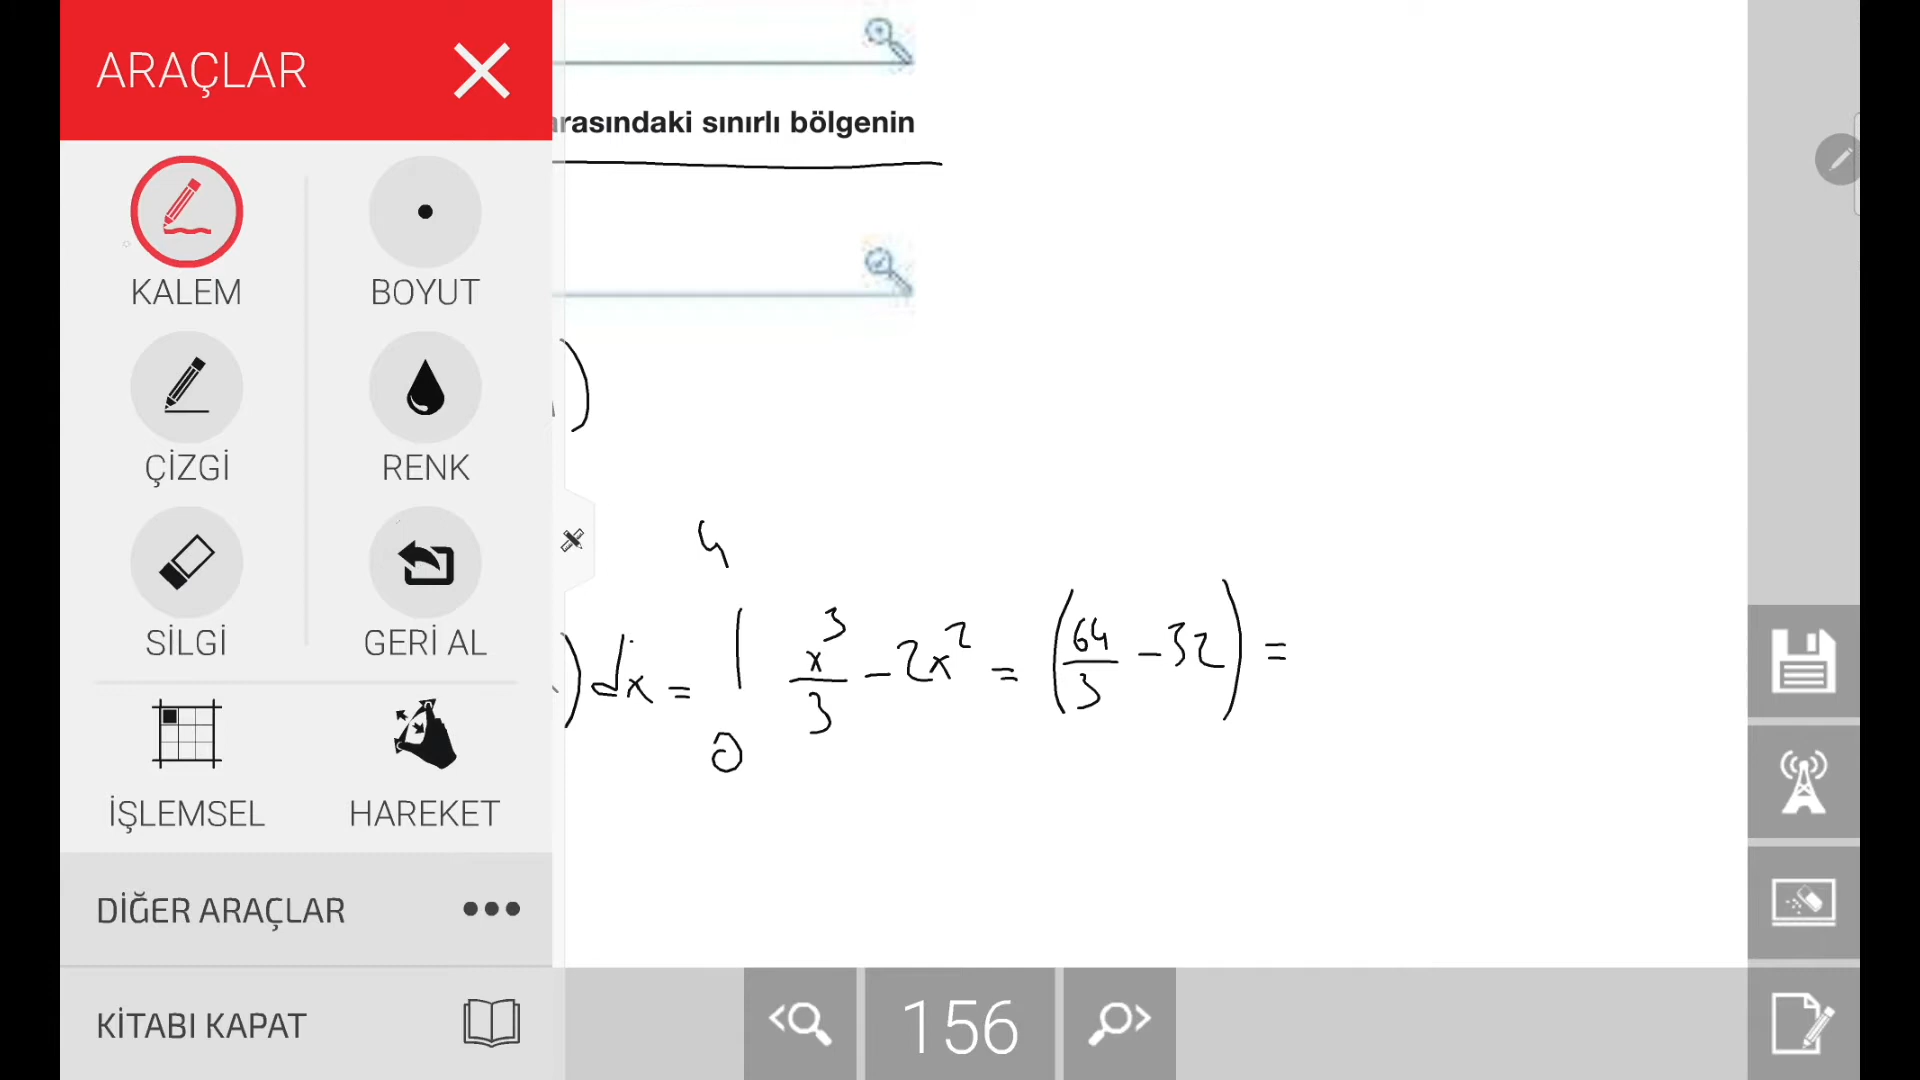 ARAÇLAR
arasındaki sınırlı bölgenin
KALEM
BOYUT
ÇİZGİ
RENK
SİLGİ
GERİ AL
İŞLEMSEL
HAREKET
DİĞER ARAÇLAR
KİTABI KAPAT
)
4
)dx = | x³/3 - 2x² = (64/3 - 32) =
0
156